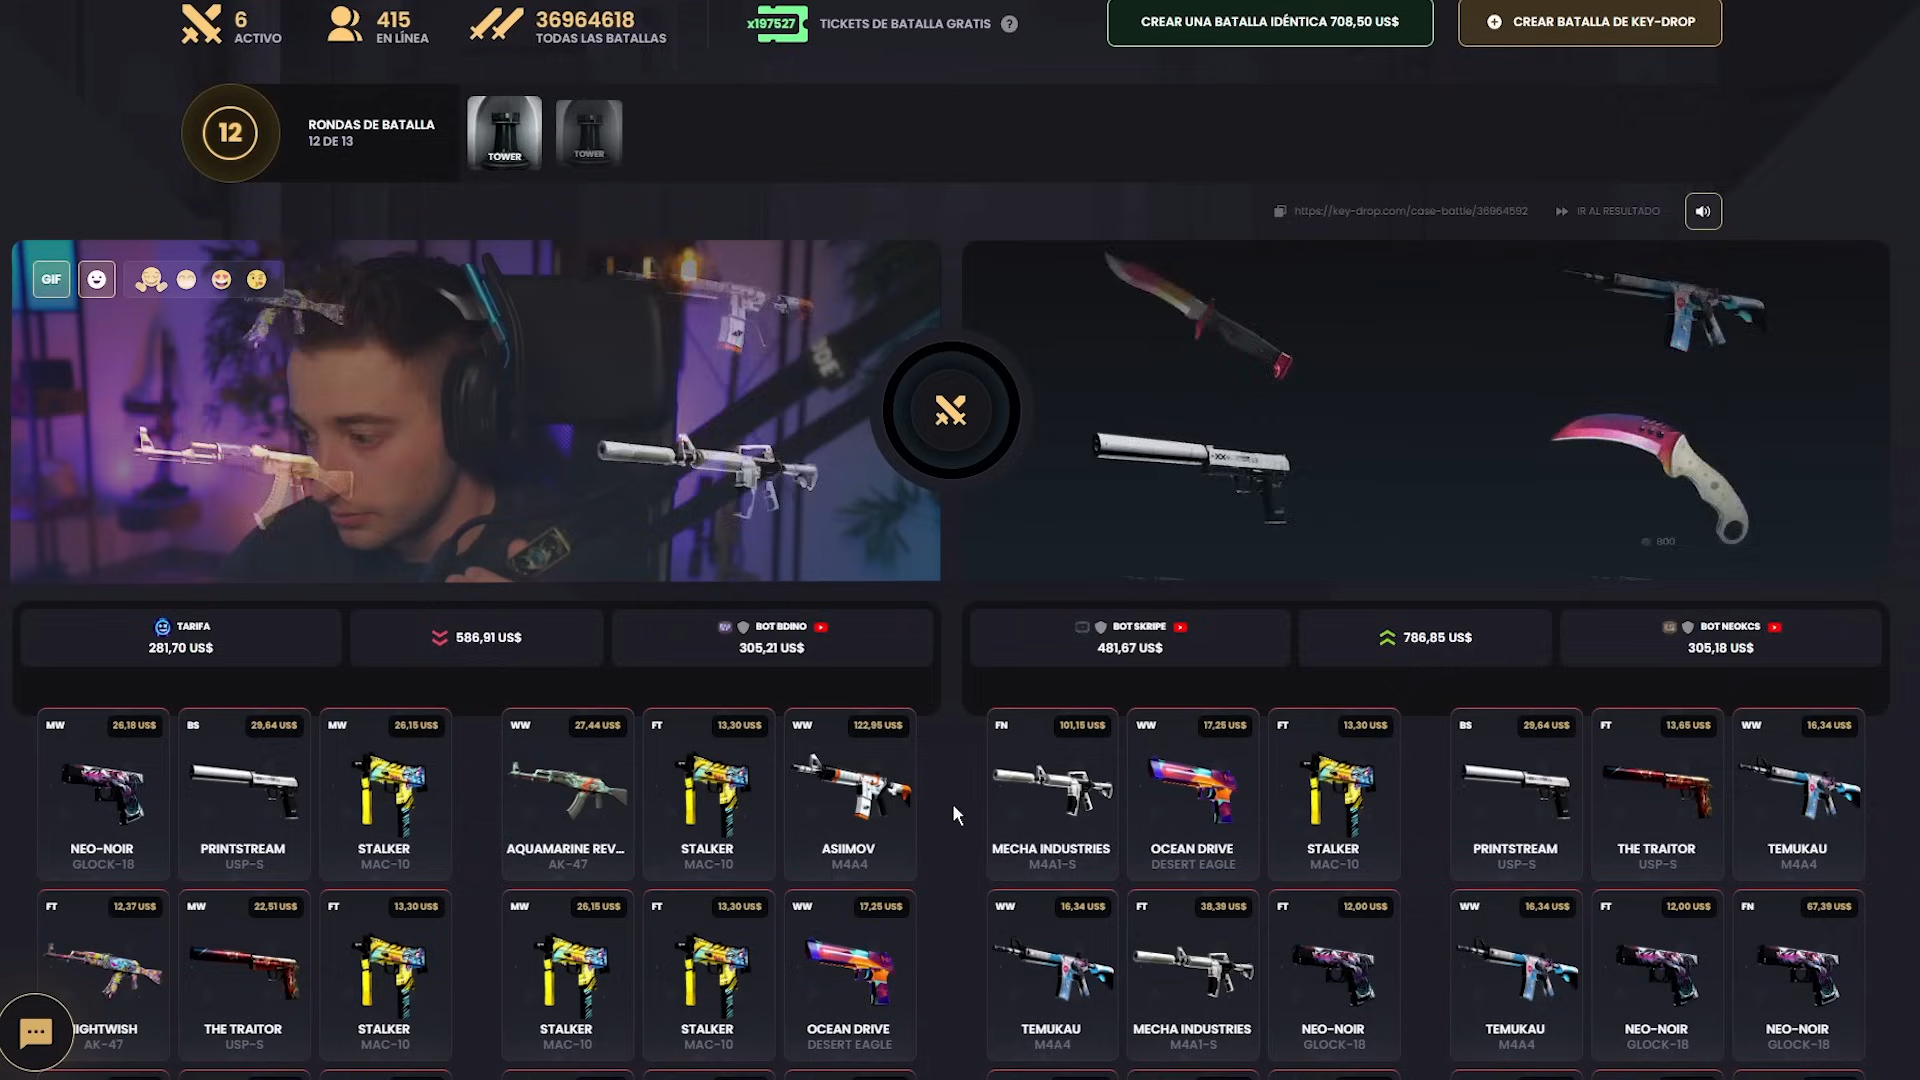 6
ACTIVO
415
EN LÍNEA
36964618
TODAS LAS BATALLAS
x197527
TICKETS DE BATALLA GRATIS ?
CREAR UNA BATALLA IDÉNTICA 708,50 US$
CREAR BATALLA DE KEY-DROP
12
RONDAS DE BATALLA
12 DE 13
TOWER
TOWER
https://key-drop.com/case-battle/36964592
IR AL RESULTADO
GIF
800
TARIFA
281,70 US$
586,91 US$
BOT BDINO
305,21 US$
BOT SKRIPE
481,67 US$
786,85 US$
BOT NEOKCS
305,18 US$
MW 26,18 US$
NEO-NOIR
GLOCK-18
BS 29,64 US$
PRINTSTREAM
USP-S
MW 26,15 US$
STALKER
MAC-10
WW 27,44 US$
AQUAMARINE REV...
AK-47
FT 13,30 US$
STALKER
MAC-10
WW 122,95 US$
ASIIMOV
M4A4
FN 101,15 US$
MECHA INDUSTRIES
M4A1-S
WW 17,25 US$
OCEAN DRIVE
DESERT EAGLE
FT 13,30 US$
STALKER
MAC-10
BS 29,64 US$
PRINTSTREAM
USP-S
FT 13,65 US$
THE TRAITOR
USP-S
WW 16,34 US$
TEMUKAU
M4A4
FT 12,37 US$
IGHTWISH
AK-47
MW 22,51 US$
THE TRAITOR
USP-S
FT 13,30 US$
STALKER
MAC-10
MW 26,15 US$
STALKER
MAC-10
FT 13,30 US$
STALKER
MAC-10
WW 17,25 US$
OCEAN DRIVE
DESERT EAGLE
WW 16,34 US$
TEMUKAU
M4A4
FT 38,39 US$
MECHA INDUSTRIES
M4A1-S
FT 12,00 US$
NEO-NOIR
GLOCK-18
WW 16,34 US$
TEMUKAU
M4A4
FT 12,00 US$
NEO-NOIR
GLOCK-18
FN 67,39 US$
NEO-NOIR
GLOCK-18